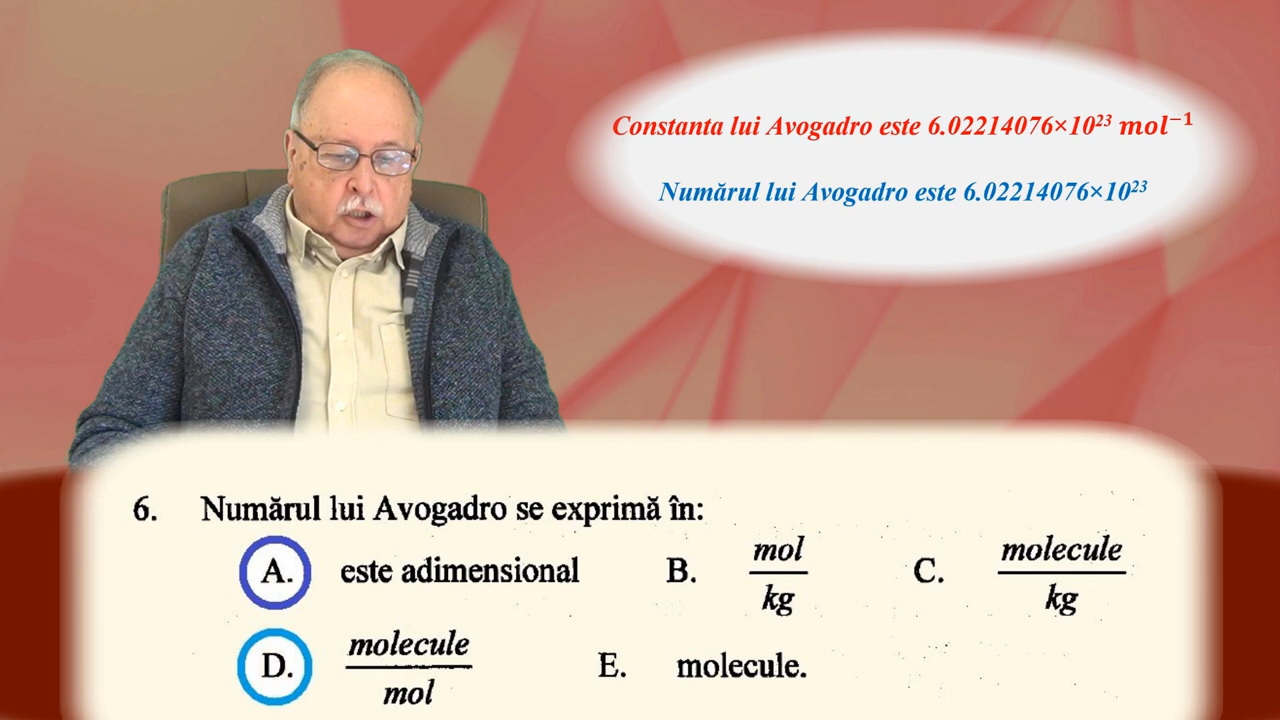 Constanta lui Avogadro este 6.02214076×10²³ mol⁻¹
Numărul lui Avogadro este 6.02214076×10²³
6. Numărul lui Avogadro se exprimă în:
A. este adimensional B. mol/kg C. molecule/kg
D. molecule/mol E. molecule.